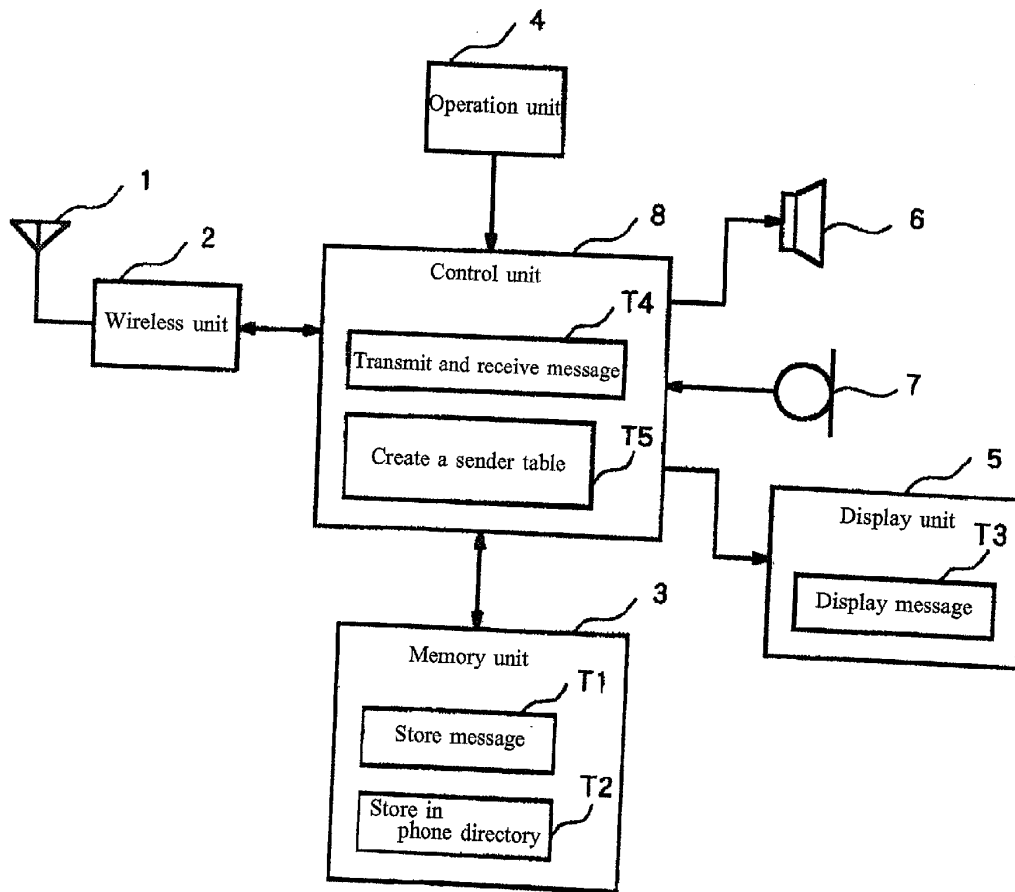 4
Operation unit
1
2
Wireless unit
8
Control unit
T4
Transmit and receive message
T5
Create a sender table
6
7
5
Display unit
T3
Display message
3
Memory unit
T1
Store message
T2
Store in
phone directory